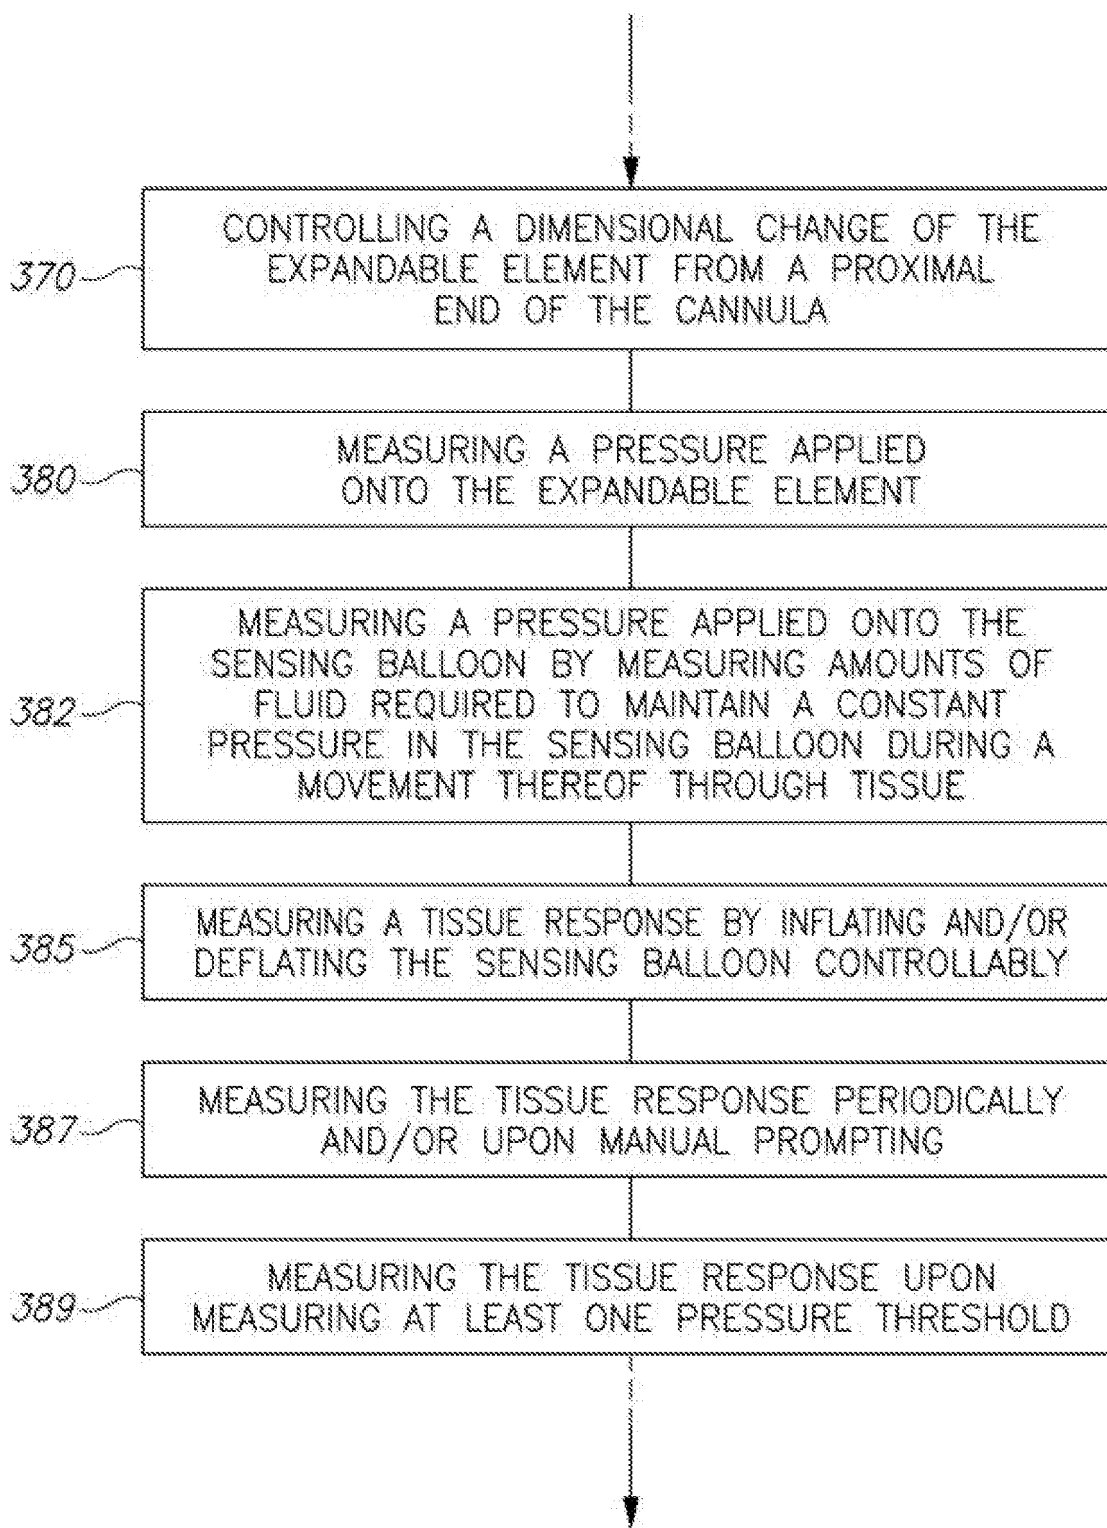 370
CONTROLLING A DIMENSIONAL CHANGE OF THE
EXPANDABLE ELEMENT FROM A PROXIMAL
END OF THE CANNULA
380
MEASURING A PRESSURE APPLIED
ONTO THE EXPANDABLE ELEMENT
382
MEASURING A PRESSURE APPLIED ONTO THE
SENSING BALLOON BY MEASURING AMOUNTS OF
FLUID REQUIRED TO MAINTAIN A CONSTANT
PRESSURE IN THE SENSING BALLOON DURING A
MOVEMENT THEREOF THROUGH TISSUE
385
MEASURING A TISSUE RESPONSE BY INFLATING AND/OR
DEFLATING THE SENSING BALLOON CONTROLLABLY
387
MEASURING THE TISSUE RESPONSE PERIODICALLY
AND/OR UPON MANUAL PROMPTING
389
MEASURING THE TISSUE RESPONSE UPON
MEASURING AT LEAST ONE PRESSURE THRESHOLD